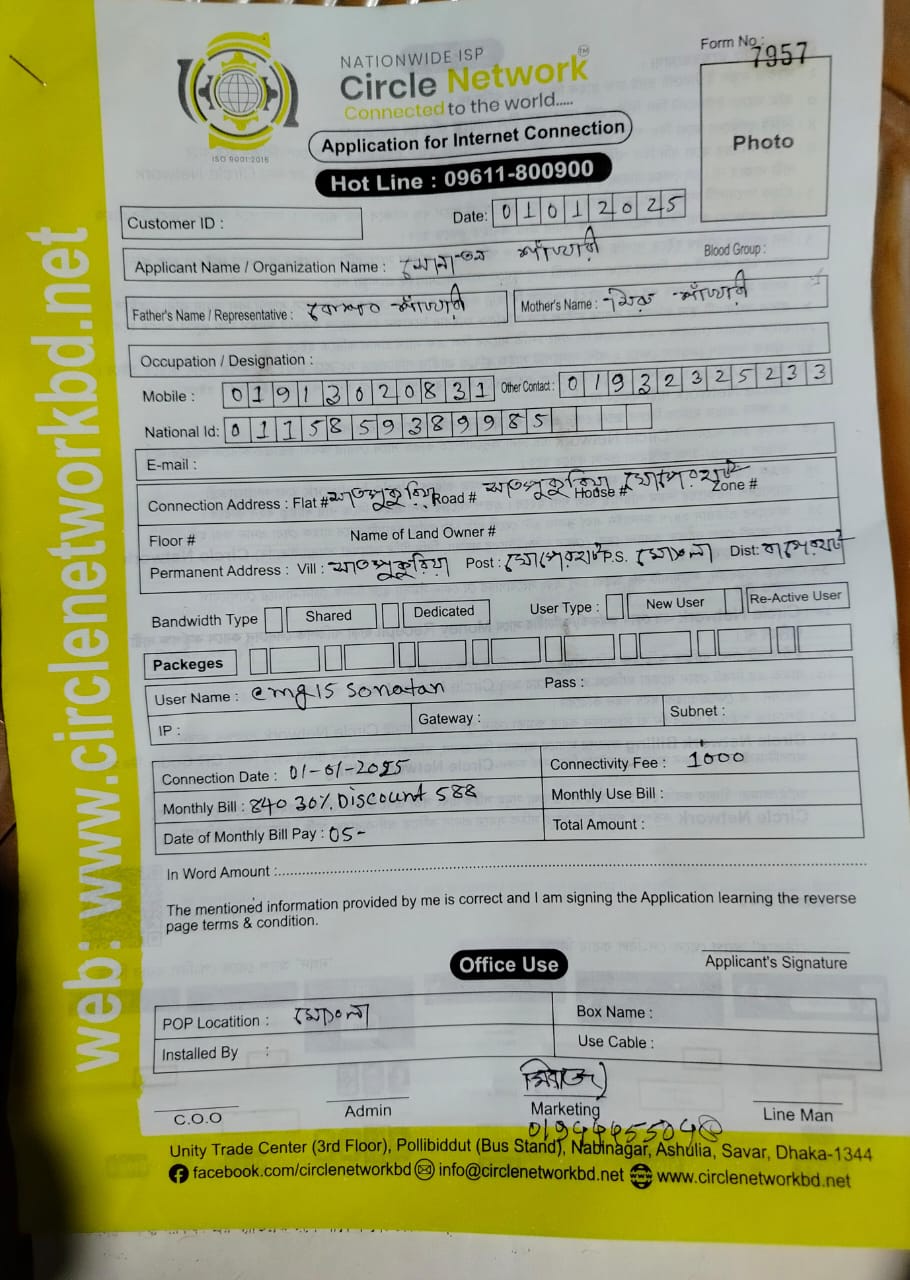 web: www.circlenetworkbd.net
NATIONWIDE ISP
Circle Network TM
Connected to the world.....
ISO 9001:2015
Form No : 7957
Photo
Application for Internet Connection
Hot Line : 09611-800900
Customer ID :
Date: 01012025
Applicant Name / Organization Name : সোনাতন
Blood Group :
Father's Name / Representative :
Mother's Name :
Occupation / Designation :
Mobile : 01913020831 Other Contact : 01932325233
National Id: 01158593899985
E-mail :
Connection Address : Flat # Road # House # Zone #
Floor # Name of Land Owner #
Permanent Address : Vill : Post : P.S. মোংলা Dist:
Bandwidth Type Shared Dedicated User Type : New User Re-Active User
Packeges
User Name : cmg15 sonatan Pass :
IP : Gateway : Subnet :
Connection Date : 01-01-2025 Connectivity Fee : 1000
Monthly Bill : 840 30% Discount 588 Monthly Use Bill :
Date of Monthly Bill Pay : 05- Total Amount :
In Word Amount :
The mentioned information provided by me is correct and I am signing the Application learning the reverse
page terms & condition.
Applicant's Signature
Office Use
POP Locatition : মোংলা Box Name :
Installed By : Use Cable :
C.O.O Admin Marketing Line Man
Unity Trade Center (3rd Floor), Pollibiddut (Bus Stand), Nabinagar, Ashulia, Savar, Dhaka-1344
facebook.com/circlenetworkbd info@circlenetworkbd.net www.circlenetworkbd.net